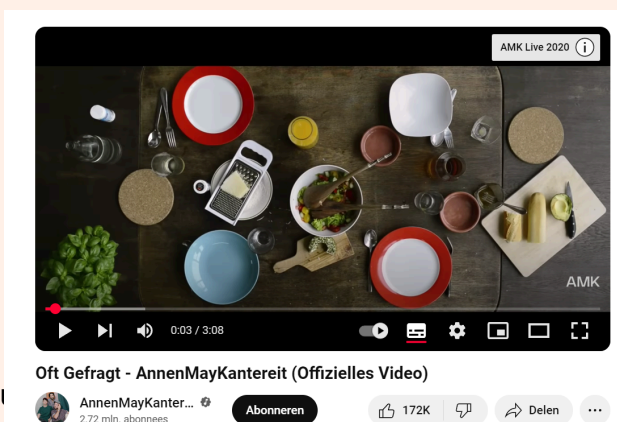 AMK Live 2020
AMK
0:03 / 3:08
Oft Gefragt - AnnenMayKantereit (Offizielles Video)
AnnenMayKanter...
2,72 mln. abonnees
Abonneren
172K
Delen